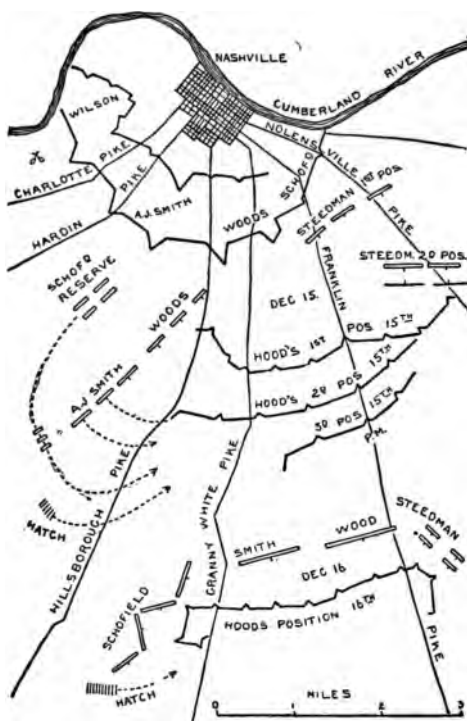 NASHVILLE
CUMBERLAND RIVER
WILSON
NOLENSVILLE PIKE
CHARLOTTE PIKE
HARDIN PIKE
A.J. SMITH
WOODS
SCHOFD
STEEDMAN 1ST POS.
STEEDM. 2D POS.
SCHOFD
RESERVE
WOODS
DEC 15.
FRANKLIN PIKE
HOOD'S 1ST POS 15TH
A.J SMITH
HOOD'S 2D POS 15TH
3D POS 15TH
P.M.
HATCH
HILLSBOROUGH PIKE
GRANNY WHITE PIKE
SMITH
WOOD
STEEDMAN
DEC 16
SCHOFIELD
HOODS POSITION 16TH
HATCH
MILES
0 1 2 3